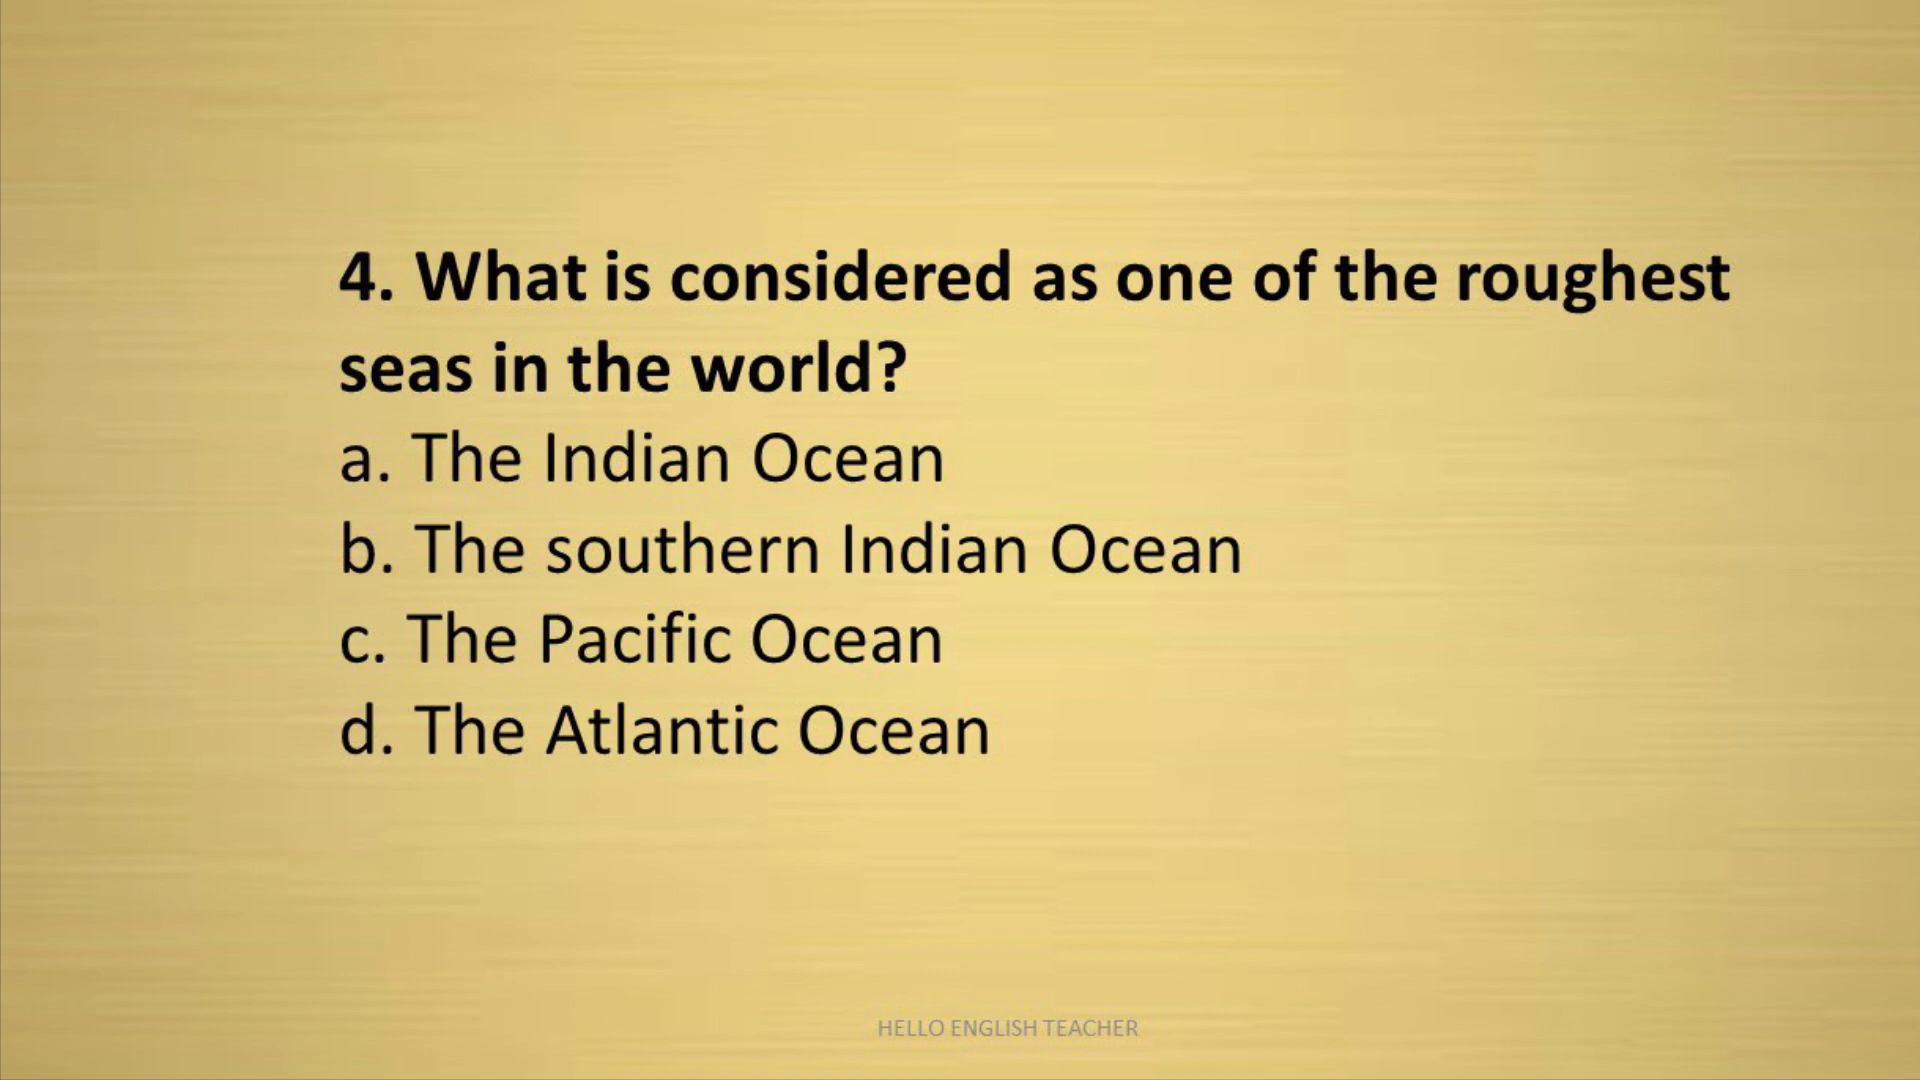 4. What is considered as one of the roughest
seas in the world?
a. The Indian Ocean
b. The southern Indian Ocean
c. The Pacific Ocean
d. The Atlantic Ocean
HELLO ENGLISH TEACHER